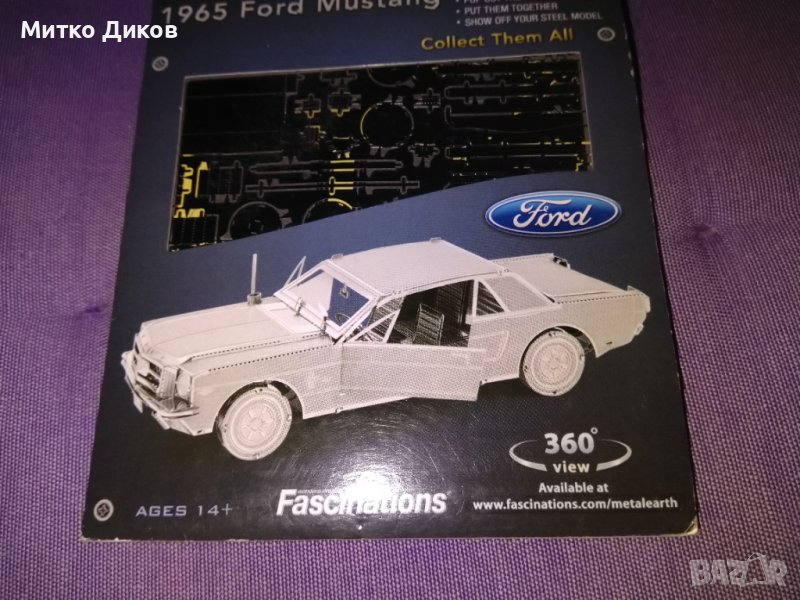 Митко Диков
1965 Ford Mustang
• PUT THEM TOGETHER
• SHOW OFF YOUR STEEL MODEL
Collect Them All
Ford
360°
view
Available at
www.fascinations.com/metalearth
Fascinations
AGES 14+
BAZAR